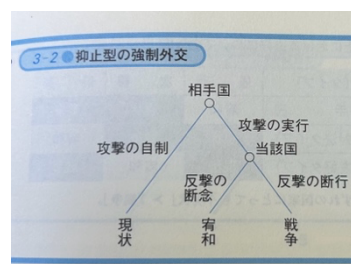 3-2●抑止型の強制外交
相手国
攻撃の実行
攻撃の自制
当該国
反撃の
断念
反撃の断行
現状
宥和
戦争